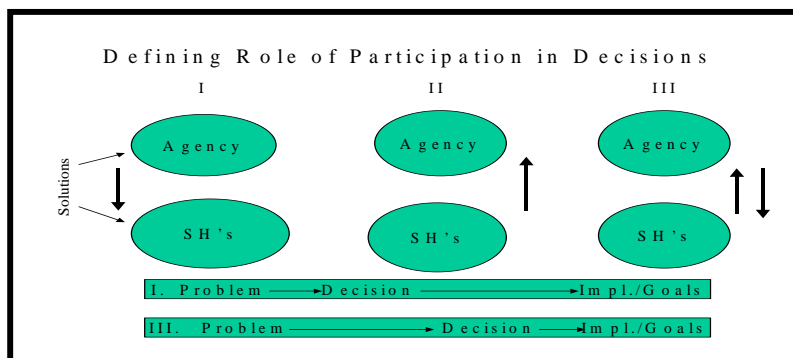 Defining Role of Participation in Decisions
I II III
Agency Agency Agency
Solutions
SH's SH's SH's
I. Problem Decision Impl./Goals
III. Problem Decision Impl./Goals